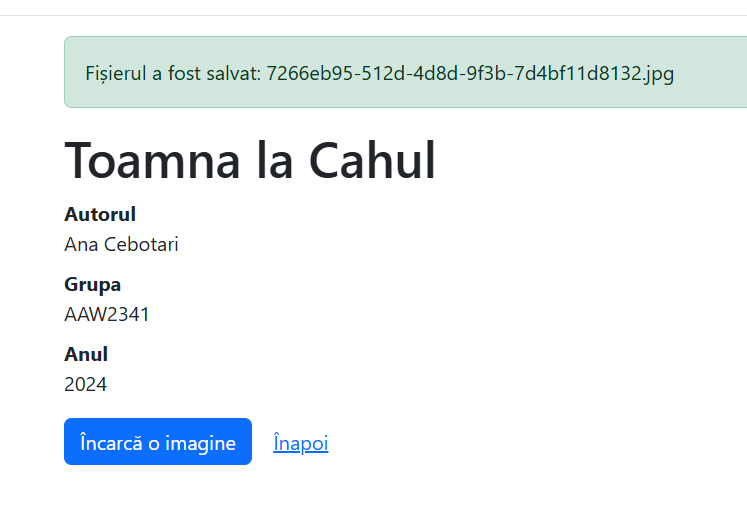 Fișierul a fost salvat: 7266eb95-512d-4d8d-9f3b-7d4bf11d8132.jpg
Toamna la Cahul
Autorul
Ana Cebotari
Grupa
AAW2341
Anul
2024
Încarcă o imagine Înapoi